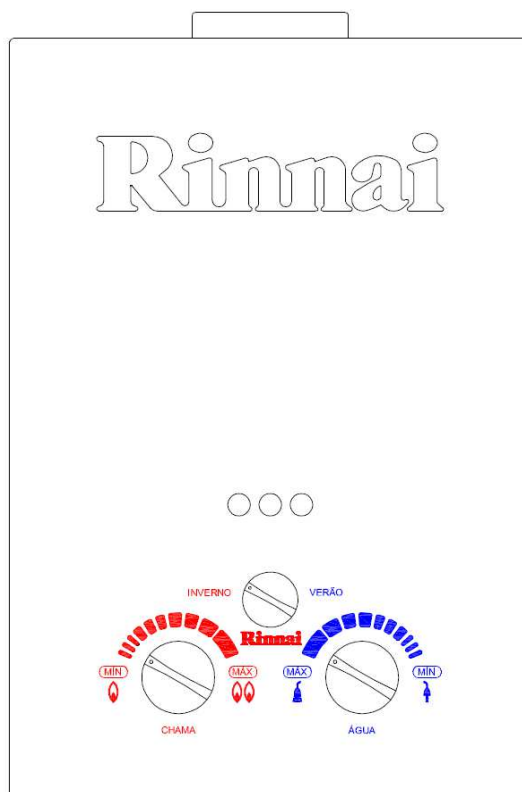 Rinnai
INVERNO VERÃO
Rinnai
MÍN MÁX MÁX MÍN
CHAMA ÁGUA